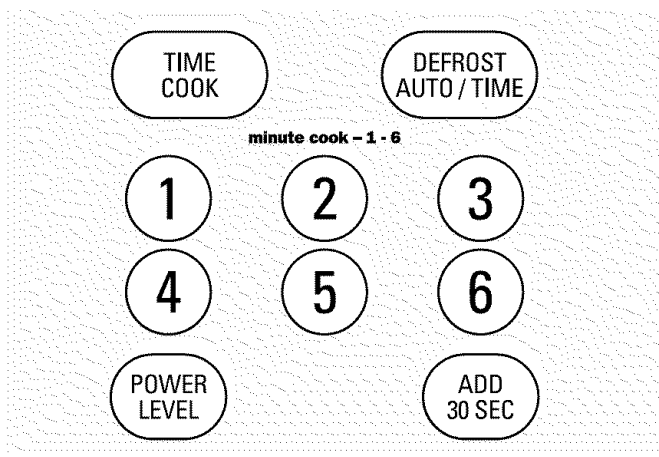 TIME
COOK
DEFROST
AUTO / TIME
minute cook – 1 - 6
1 2 3
4 5 6
POWER
LEVEL
ADD
30 SEC